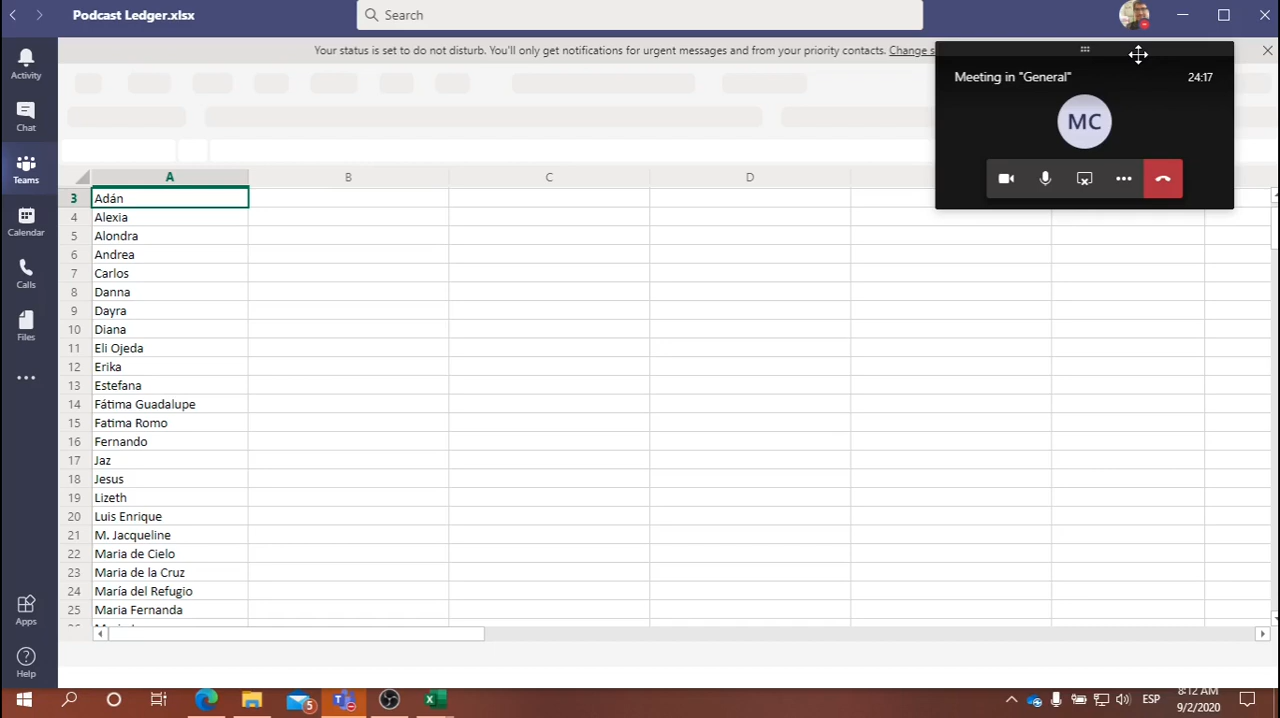 Podcast Ledger.xlsx
Search
Your status is set to do not disturb. You'll only get notifications for urgent messages and from your priority contacts. Change s
Meeting in "General" 24:17
MC
Activity
Chat
Teams
Calendar
Calls
Files
Apps
Help
A B C D
3 Adán
4 Alexia
5 Alondra
6 Andrea
7 Carlos
8 Danna
9 Dayra
10 Diana
11 Eli Ojeda
12 Erika
13 Estefana
14 Fátima Guadalupe
15 Fatima Romo
16 Fernando
17 Jaz
18 Jesus
19 Lizeth
20 Luis Enrique
21 M. Jacqueline
22 Maria de Cielo
23 Maria de la Cruz
24 María del Refugio
25 Maria Fernanda
5
ESP
8:12 AM
9/2/2020